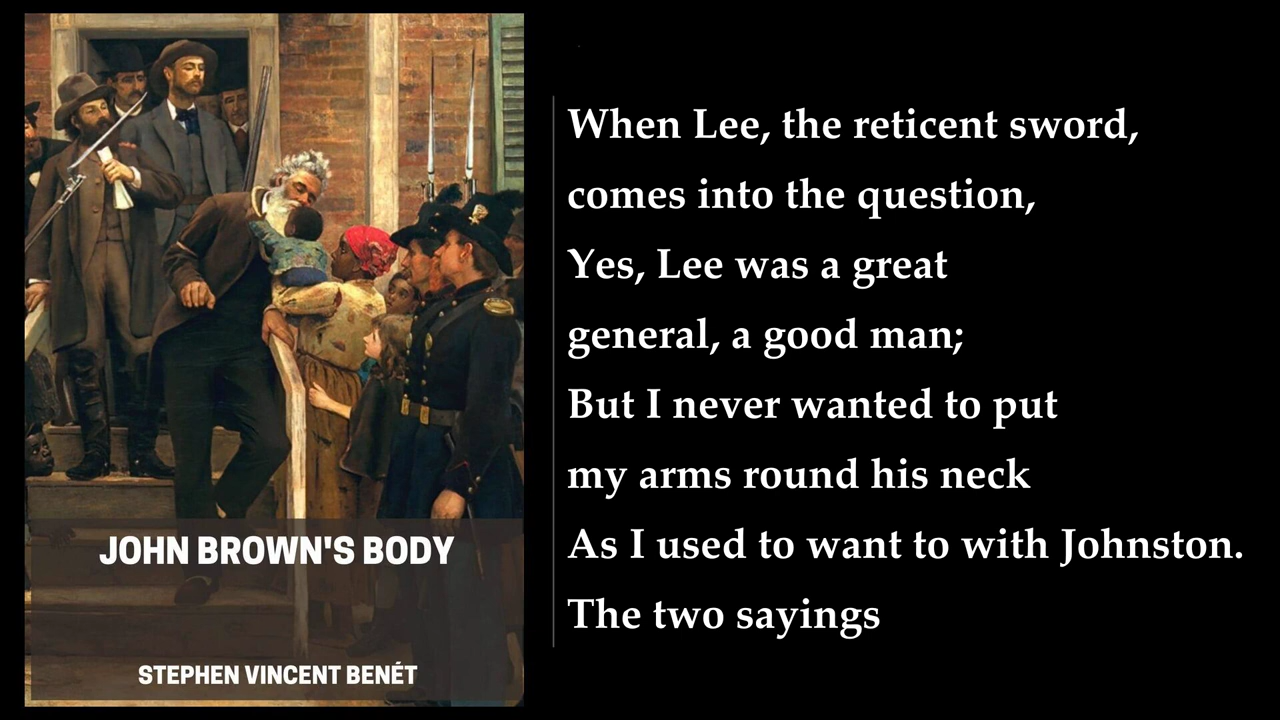 JOHN BROWN'S BODY
STEPHEN VINCENT BENÉT
When Lee, the reticent sword,
comes into the question,
Yes, Lee was a great
general, a good man;
But I never wanted to put
my arms round his neck
As I used to want to with Johnston.
The two sayings